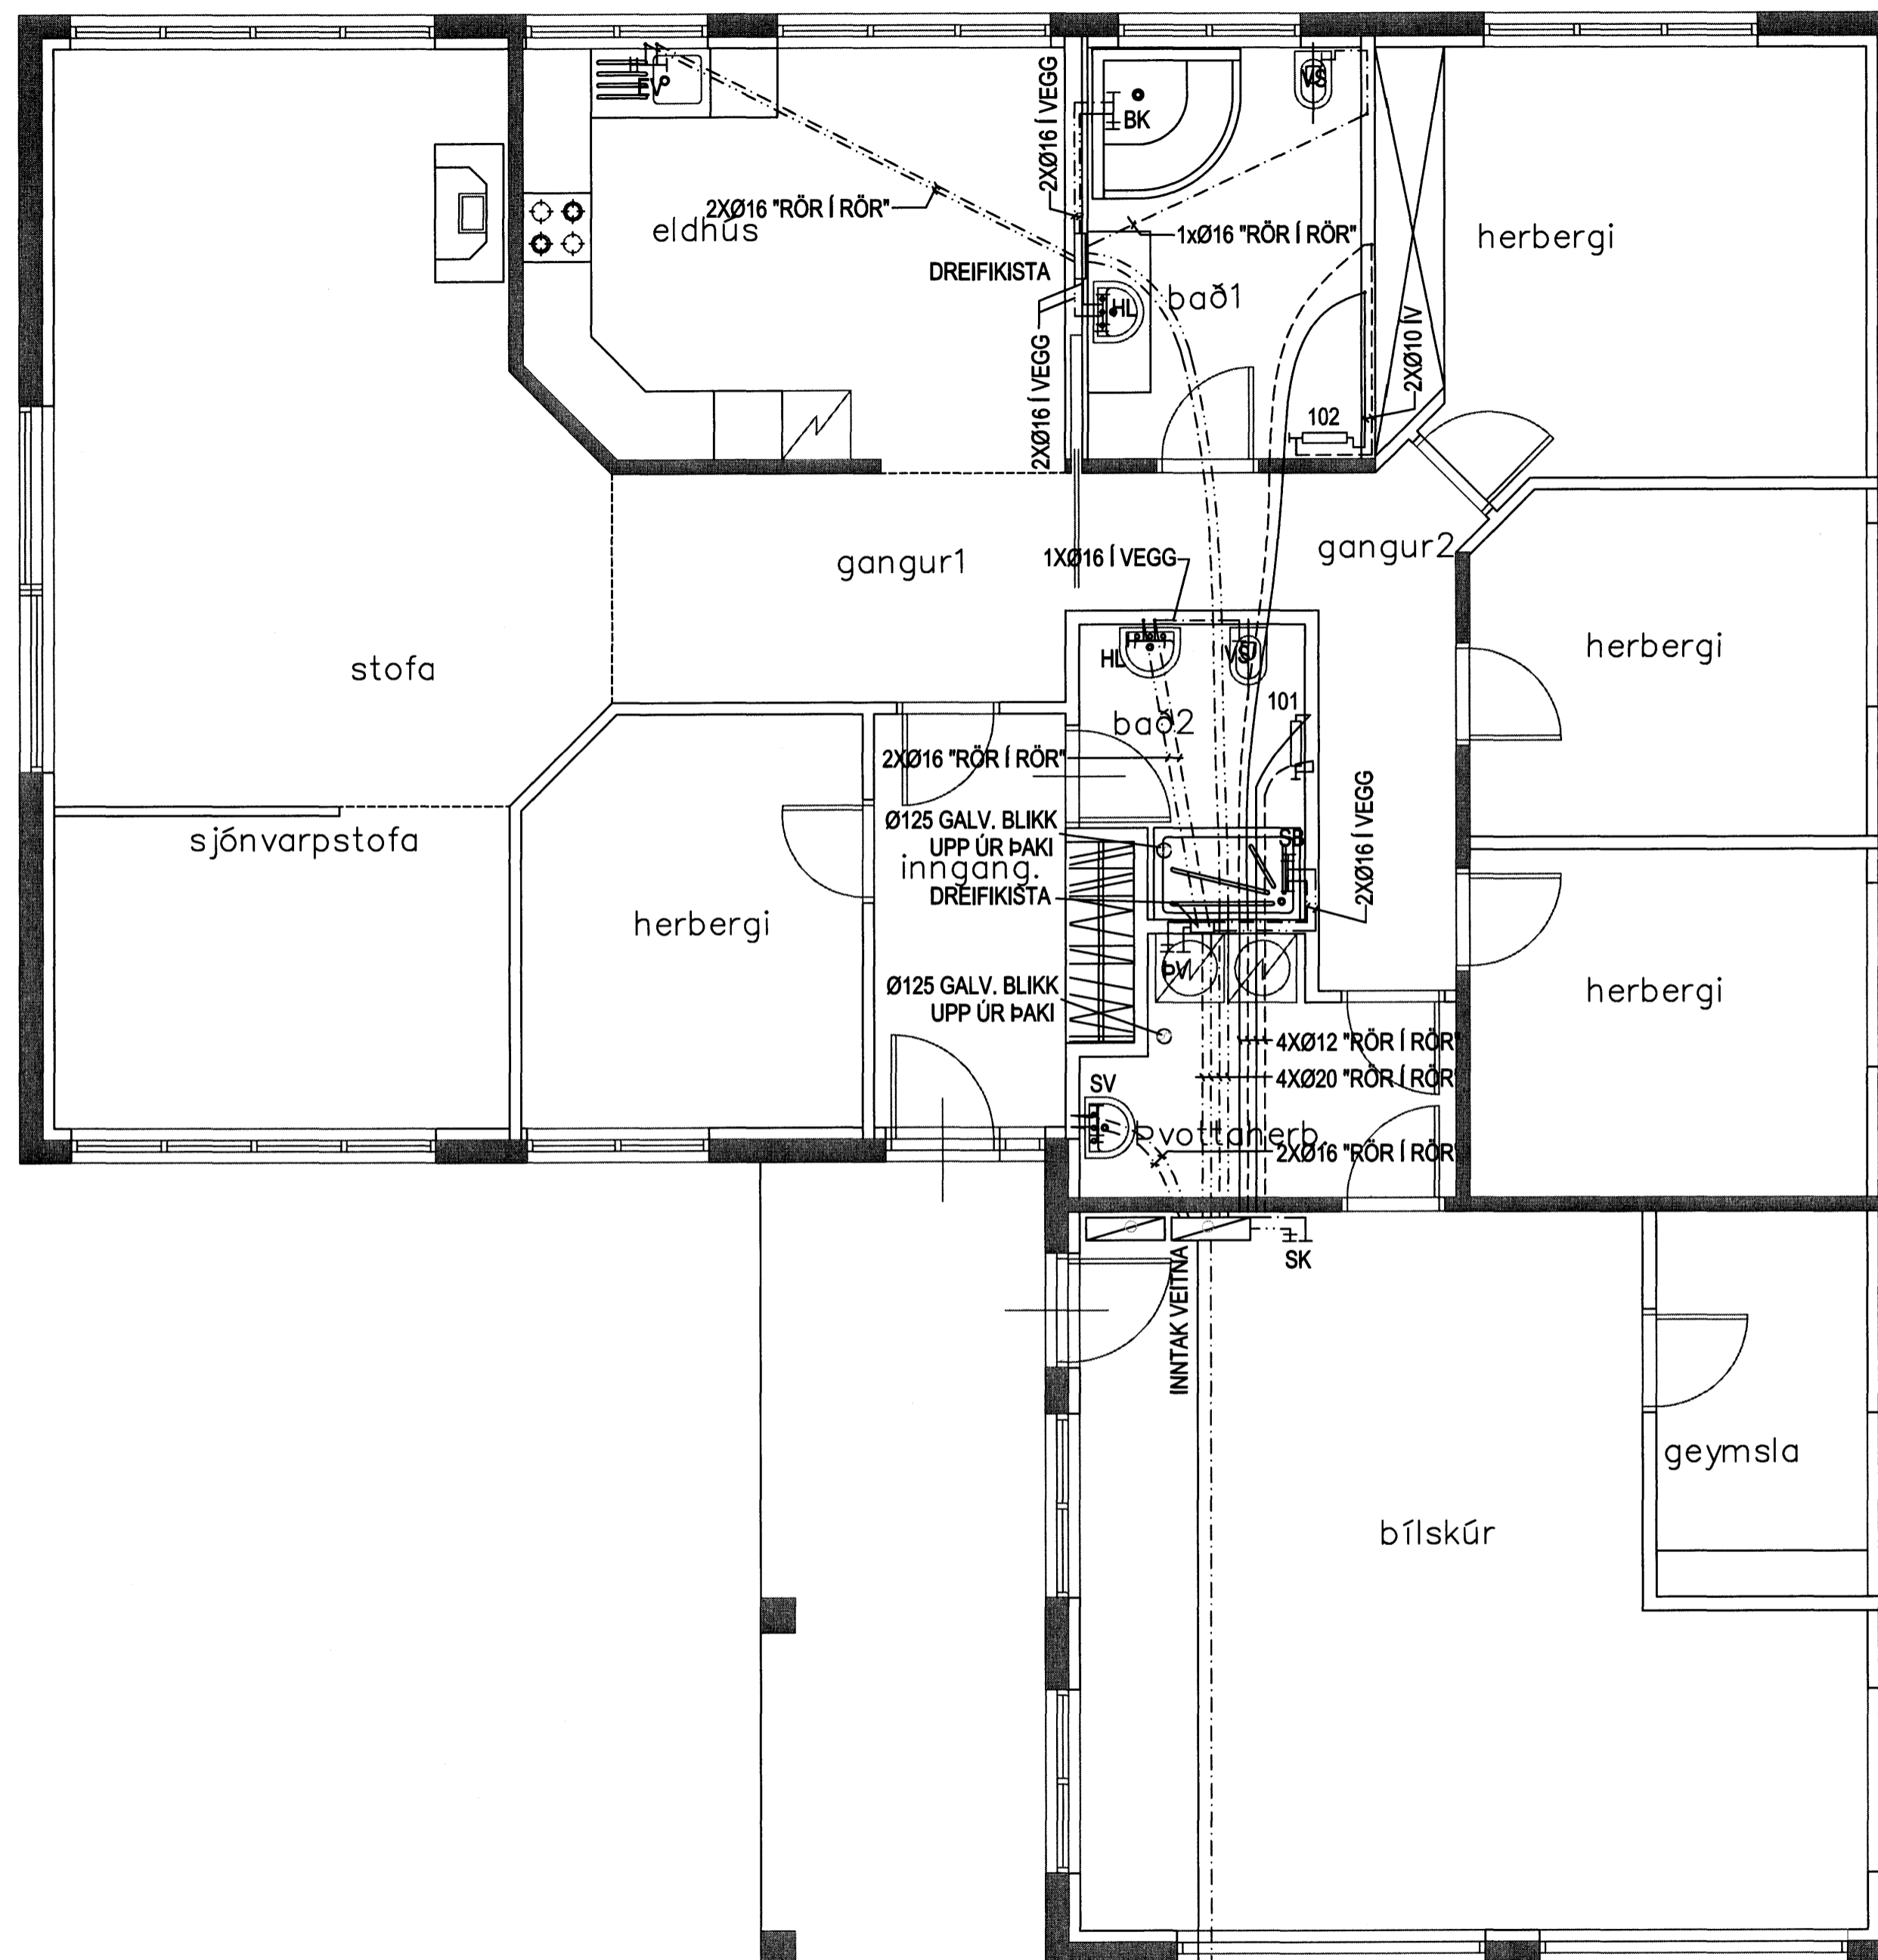 2XØ16 Í VEGG
VS
EV
BK
2XØ16 "RÖR Í RÖR"
eldhús
1xØ16 "RÖR Í RÖR"
herbergi
DREIFIKISTA
HL
bað1
2XØ16 Í VEGG
2XØ10 ÍV
102
gangur1
1XØ16 Í VEGG
gangur2
stofa
HL
VS
herbergi
101
bað2
2XØ16 "RÖR Í RÖR"
2XØ16 Í VEGG
Ø125 GALV. BLIKK
UPP ÚR ÞAKI
SB
sjónvarpstofa
inngang.
DREIFIKISTA
herbergi
ÞV
Ø125 GALV. BLIKK
UPP ÚR ÞAKI
herbergi
4XØ12 "RÖR Í RÖR"
4XØ20 "RÖR Í RÖR"
SV
Þvottaherb.
2XØ16 "RÖR Í RÖR"
SK
INNTAK VEITNA
geymsla
bílskúr